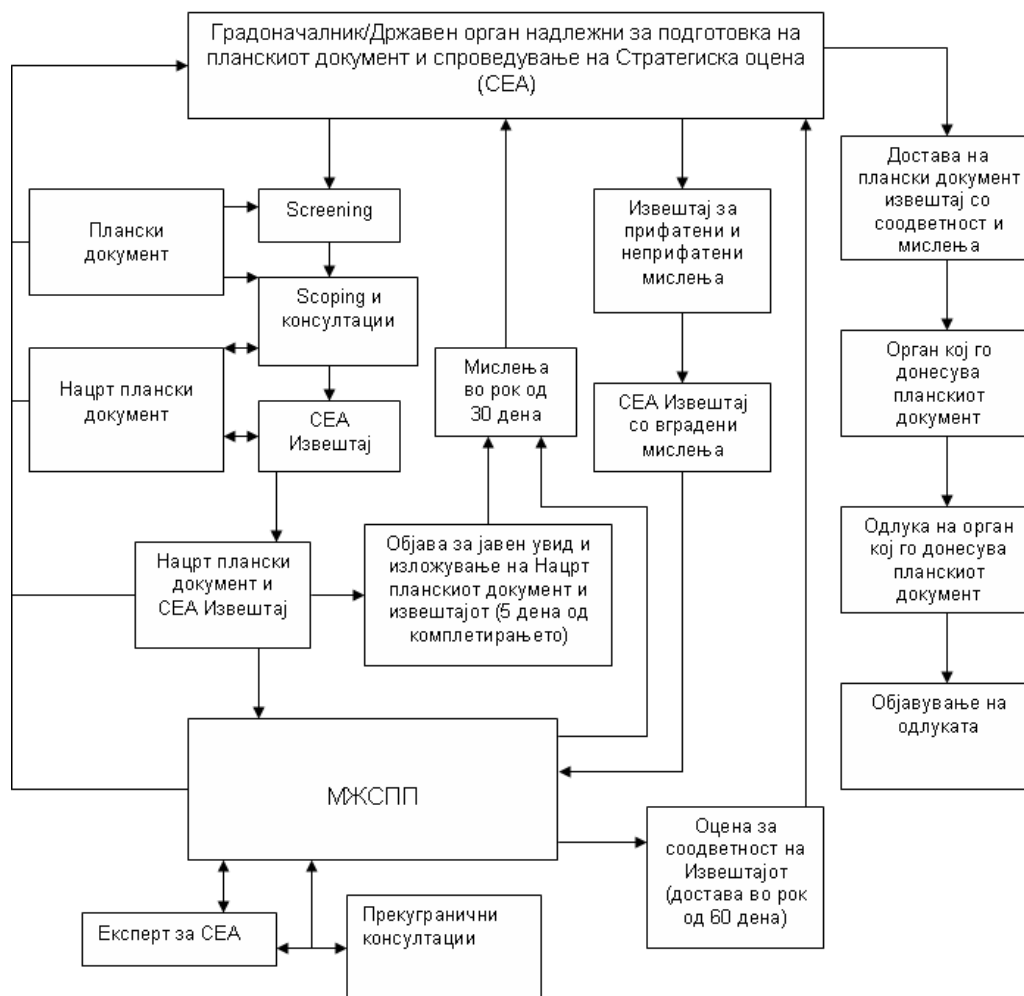 Градоначалник/Државен орган надлежни за подготовка на
планскиот документ и спроведување на Стратегиска оцена
(СЕА)
Плански
документ
Screening
Scoping и
консултации
Нацрт плански
документ
СЕА
Извештај
Мислења
во рок од
30 дена
Извештај за
прифатени и
неприфатени
мислења
СЕА Извештај
со вградени
мислења
Достава на
плански документ
извештај со
соодветност и
мислења
Орган кој го
донесува
планскиот
документ
Одлука на орган
кој го донесува
планскиот
документ
Објавување на
одлуката
Нацрт плански
документ и
СЕА Извештај
Објава за јавен увид и
изложување на Нацрт
планскиот документ и
извештајот (5 дена од
комплетирањето)
МЖСПП
Оцена за
соодветност на
Извештајот
(достава во рок
од 60 дена)
Експерт за СЕА
Прекугранични
консултации